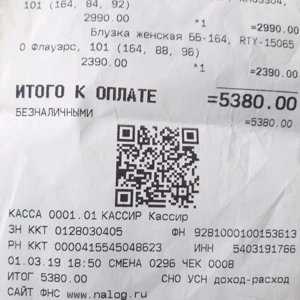 101 (164, 84, 92)
2990.00 *1 =2990.00
Блузка женская ББ-164, RTY-15065
0 Флауэрс, 101 (164, 88, 96)
2390.00 *1 =2390.00
ИТОГО К ОПЛАТЕ =5380.00
БЕЗНАЛИЧНЫМИ =5380.00
КАССА 0001.01 КАССИР Кассир
ЗН ККТ 0128030405 ФН 9281000100153613
РН ККТ 0000415545048623 ИНН 5403191766
01.03.19 18:50 СМЕНА 0296 ЧЕК 0008
ИТОГ 5380.00 СНО УСН доход-расход
САЙТ ФНС www.nalog.ru